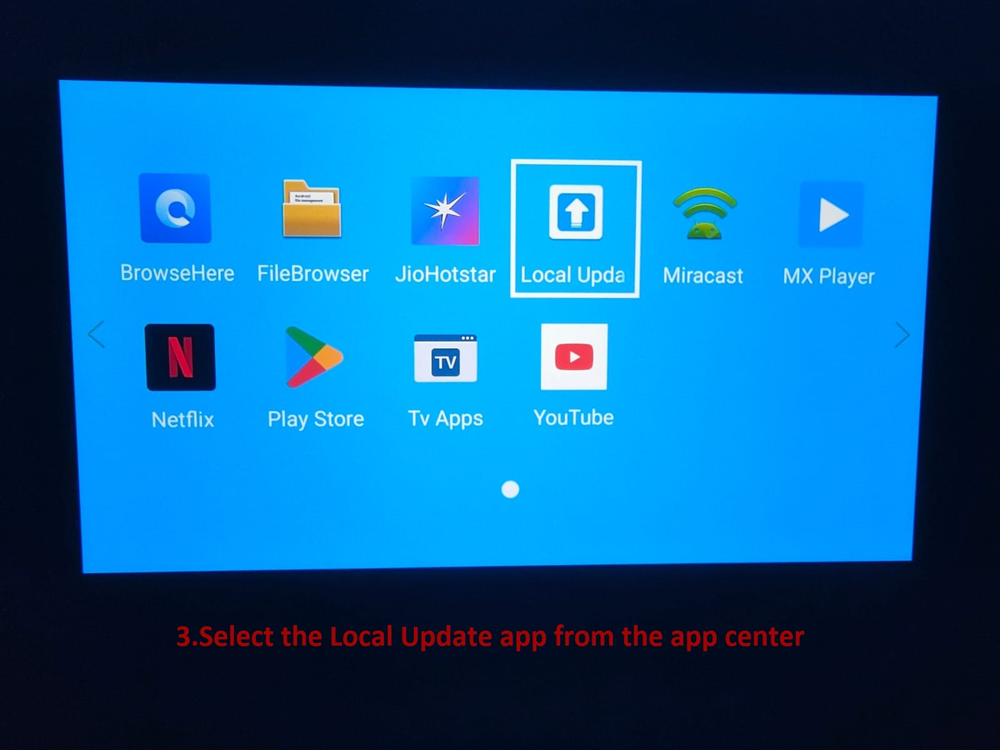 BrowseHere
FileBrowser
JioHotstar
Local Upda
Miracast
MX Player
Netflix
Play Store
TV
Tv Apps
YouTube
3.Select the Local Update app from the app center